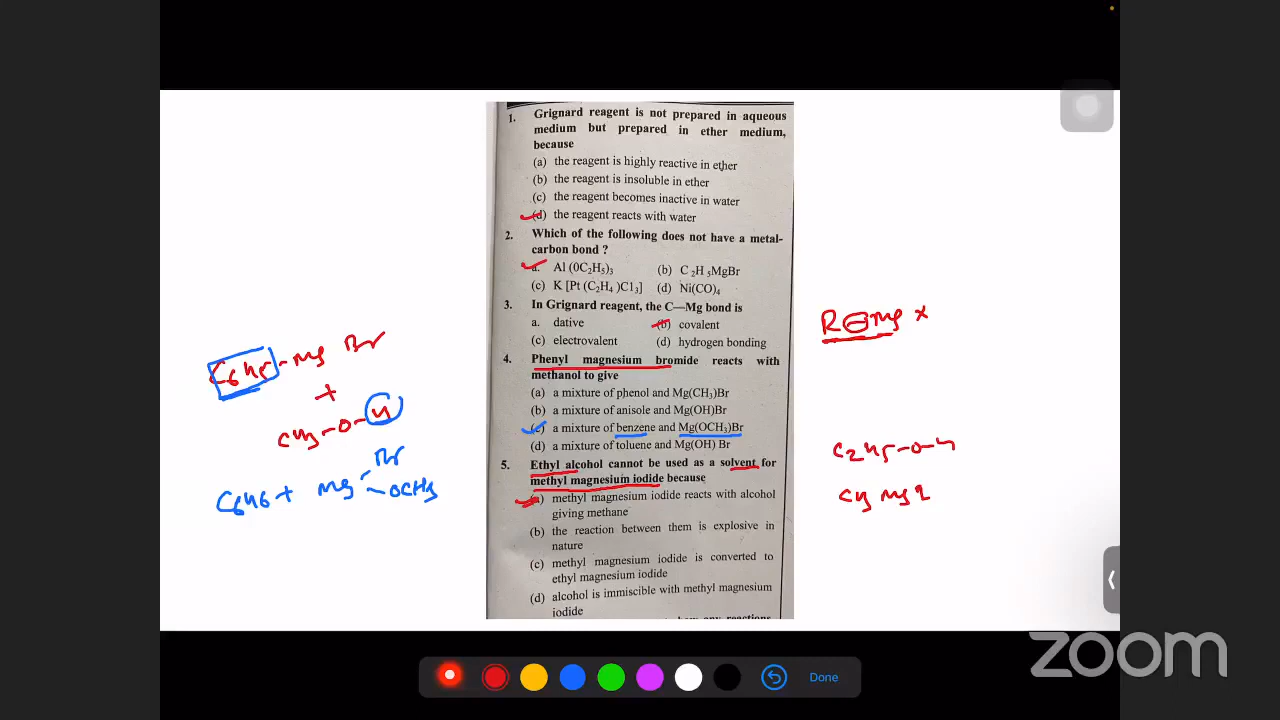 1. Grignard reagent is not prepared in aqueous
medium but prepared in ether medium,
because
(a) the reagent is highly reactive in ether
(b) the reagent is insoluble in ether
(c) the reagent becomes inactive in water
(d) the reagent reacts with water
2. Which of the following does not have a metal-
carbon bond ?
a. Al (0C₂H₅)₃ (b) C ₂H ₅MgBr
(c) K [Pt (C₂H₄ )C1₃] (d) Ni(CO)₄
3. In Grignard reagent, the C—Mg bond is
a. dative (b) covalent
(c) electrovalent (d) hydrogen bonding
4. Phenyl magnesium bromide reacts with
methanol to give
(a) a mixture of phenol and Mg(CH₃)Br
(b) a mixture of anisole and Mg(OH)Br
(c) a mixture of benzene and Mg(OCH₃)Br
(d) a mixture of toluene and Mg(OH) Br
5. Ethyl alcohol cannot be used as a solvent for
methyl magnesium iodide because
(a) methyl magnesium iodide reacts with alcohol
giving methane
(b) the reaction between them is explosive in
nature
(c) methyl magnesium iodide is converted to
ethyl magnesium iodide
(d) alcohol is immiscible with methyl magnesium
iodide
any reactions
C6H5-Mg Br
+
CH3-O-H
Br
C6H6 + Mg -OCH3
R Mg X
C2H5-O-H
CH3 Mg I
Done
zoom